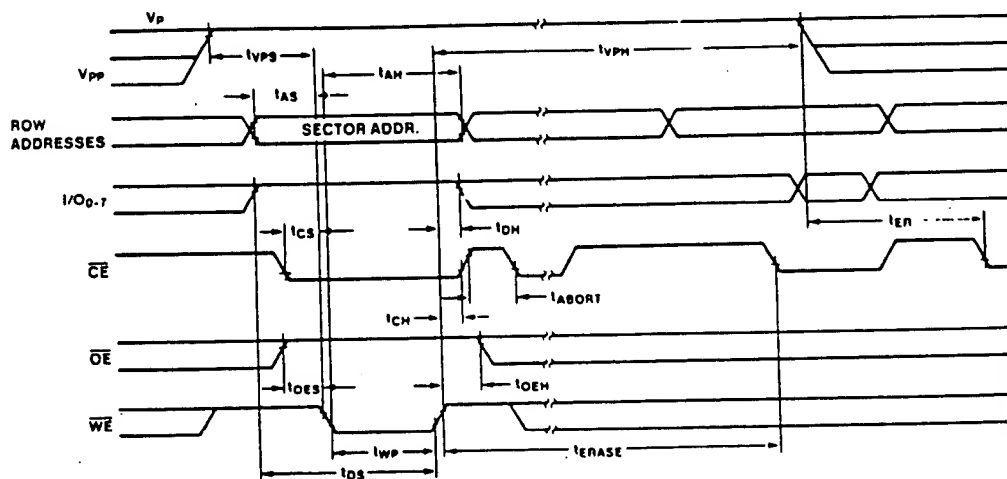 VP
tVPS
tVPH
VPP
tAH
tAS
ROW
ADDRESSES
SECTOR ADDR.
I/O0-7
tER
tCS
tDH
CE
tABORT
tCH
OE
tOES
tOEH
WE
tWP
tERASE
tDS